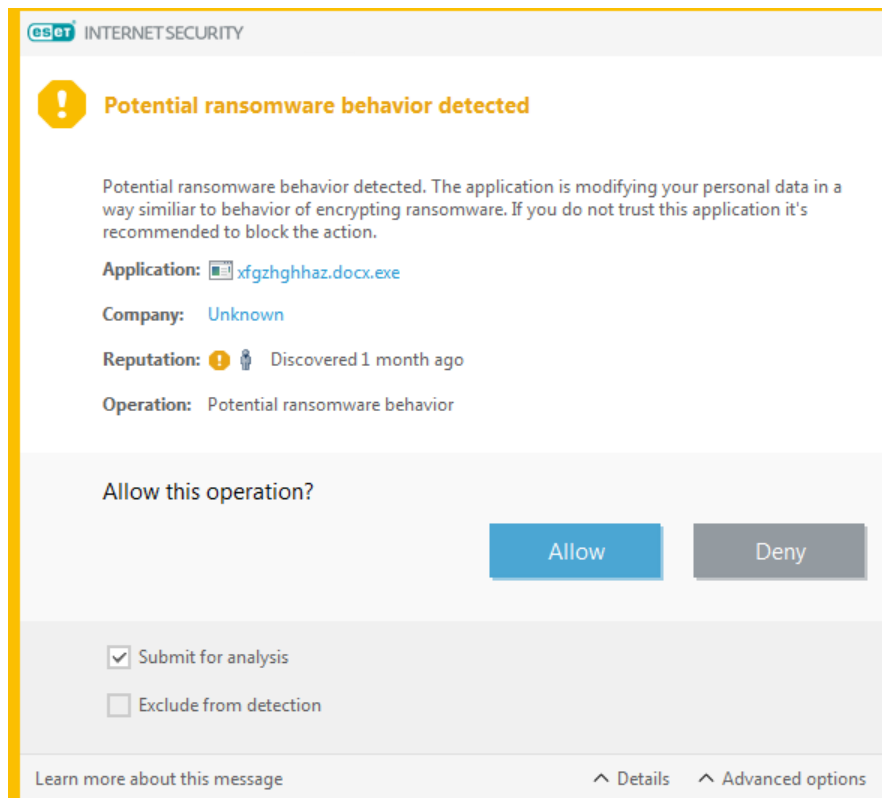 eset INTERNET SECURITY
Potential ransomware behavior detected
Potential ransomware behavior detected. The application is modifying your personal data in a
way similiar to behavior of encrypting ransomware. If you do not trust this application it's
recommended to block the action.
Application: xfgzhghhaz.docx.exe
Company: Unknown
Reputation: Discovered 1 month ago
Operation: Potential ransomware behavior
Allow this operation?
Allow Deny
Submit for analysis
Exclude from detection
Learn more about this message Details Advanced options